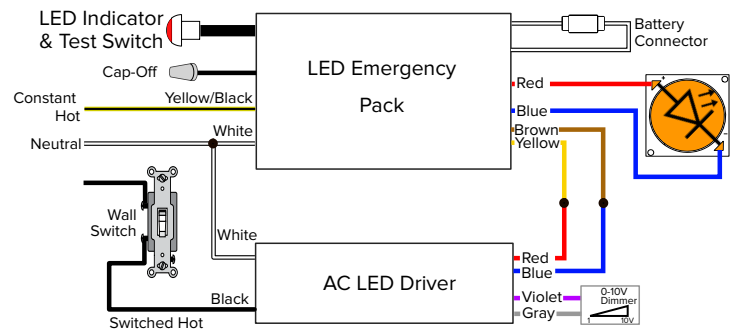 LED Indicator
& Test Switch
Battery
Connector
LED Emergency
Pack
Cap-Off
Red
Yellow/Black
Constant
Hot
Blue
White
Brown
Neutral
Yellow
+
-
Wall
Switch
White
Red
AC LED Driver
Blue
Black
Violet
0-10V
Dimmer
Gray
1
10V
Switched Hot